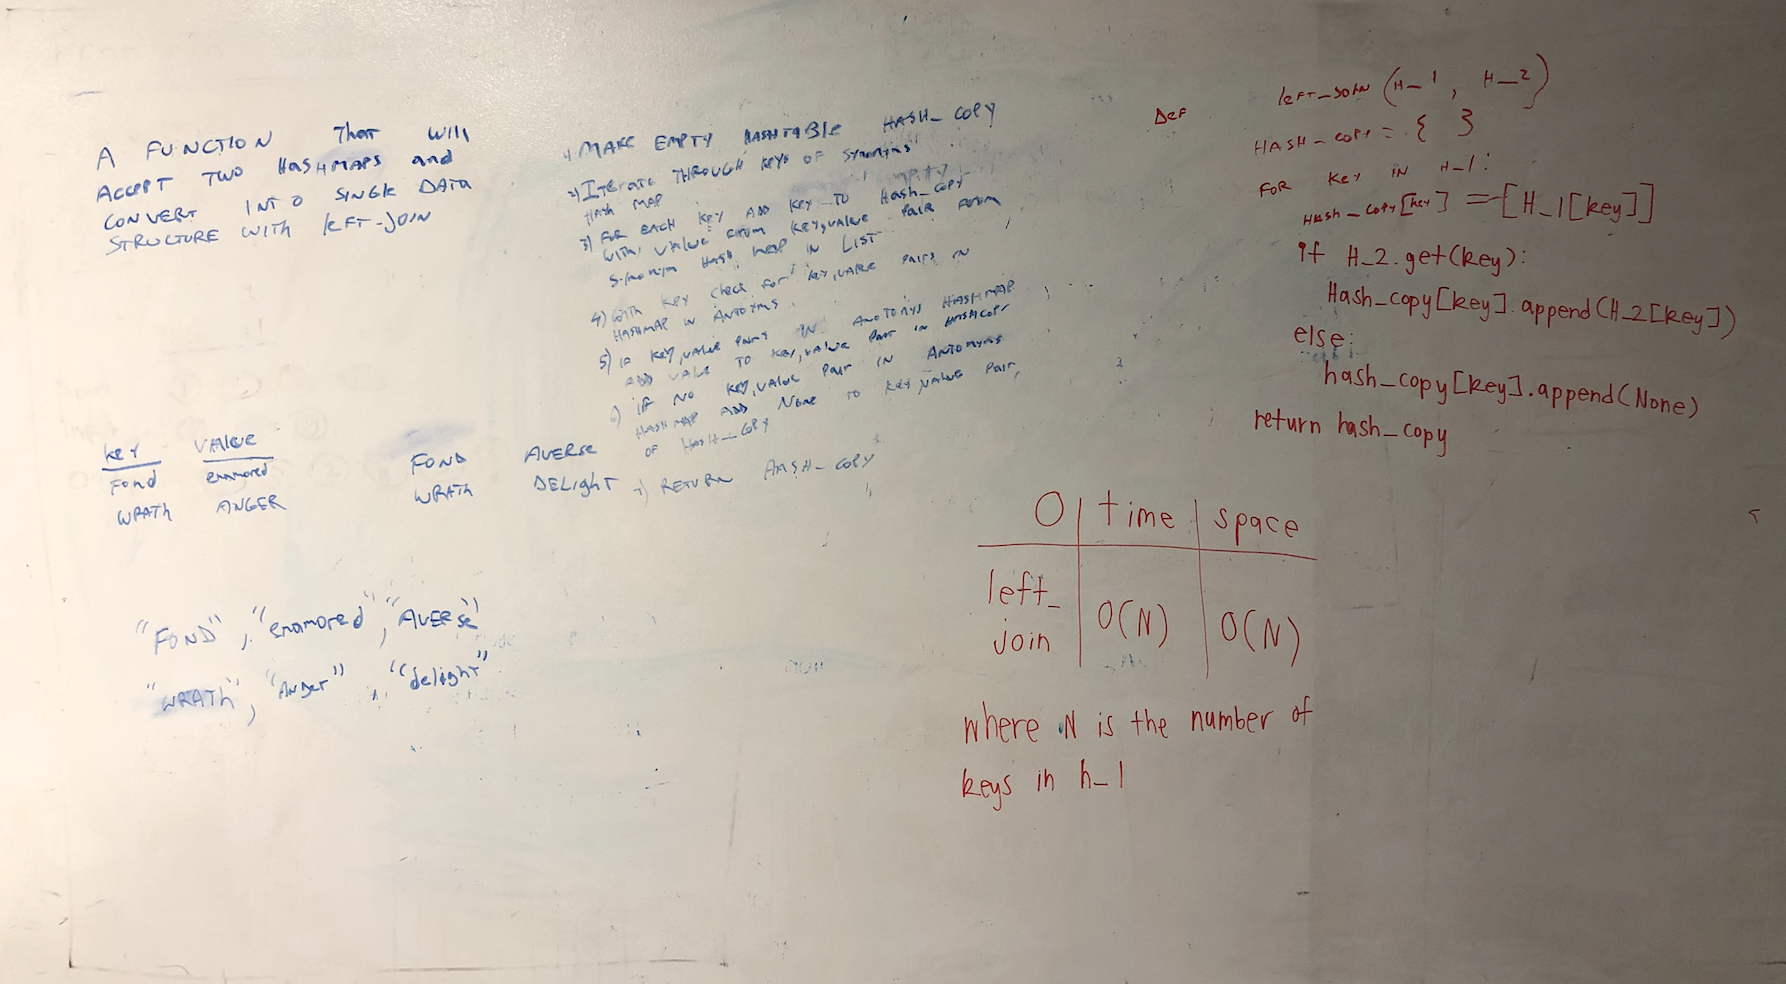 A FUNCTION That will
ACCEPT TWO HASHMAPS and
CONVERT INTO SINGLE DATA
STRUCTURE WITH LEFT-JOIN
KEY VALUE
FOND enamored
WRATH ANGER
FOND AVERSE
WRATH DELIGHT
"FOND", "enamored", "AVERSE"
"WRATH", "Anger", "delight"
1) MAKE EMPTY HASHTABLE HASH_COPY
2) ITERATE THROUGH KEYS OF Synonyms
HASH MAP
3) FOR EACH KEY ADD KEY TO HASH_COPY
WITH VALUE FROM KEY,VALUE PAIR FROM
Synonym HASH MAP IN LIST
4) WITH KEY CHECK FOR KEY,VALUE PAIRS IN
HASHMAP IN
5) IF KEY,VALUE PAIRS IN HASHMAP
ADD VALUE TO KEY,VALUE PAIR IN HASHCOPY
6) IF NO KEY,VALUE PAIR IN ANTONYMS
HASHMAP ADD NONE TO KEY,VALUE PAIR,
OF HASH_COPY
7) RETURN HASH_COPY
DEF LEFT_JOIN (H_1, H_2)
HASH_COPY = { }
FOR KEY IN H_1:
HASH_COPY[KEY] = [H_1[key]]
if H_2.get(key):
Hash_copy[key].append(H_2[key])
else:
hash_copy[key].append(None)
return hash_copy
O time space
left_
join O(N) O(N)
where N is the number of
keys in h_1